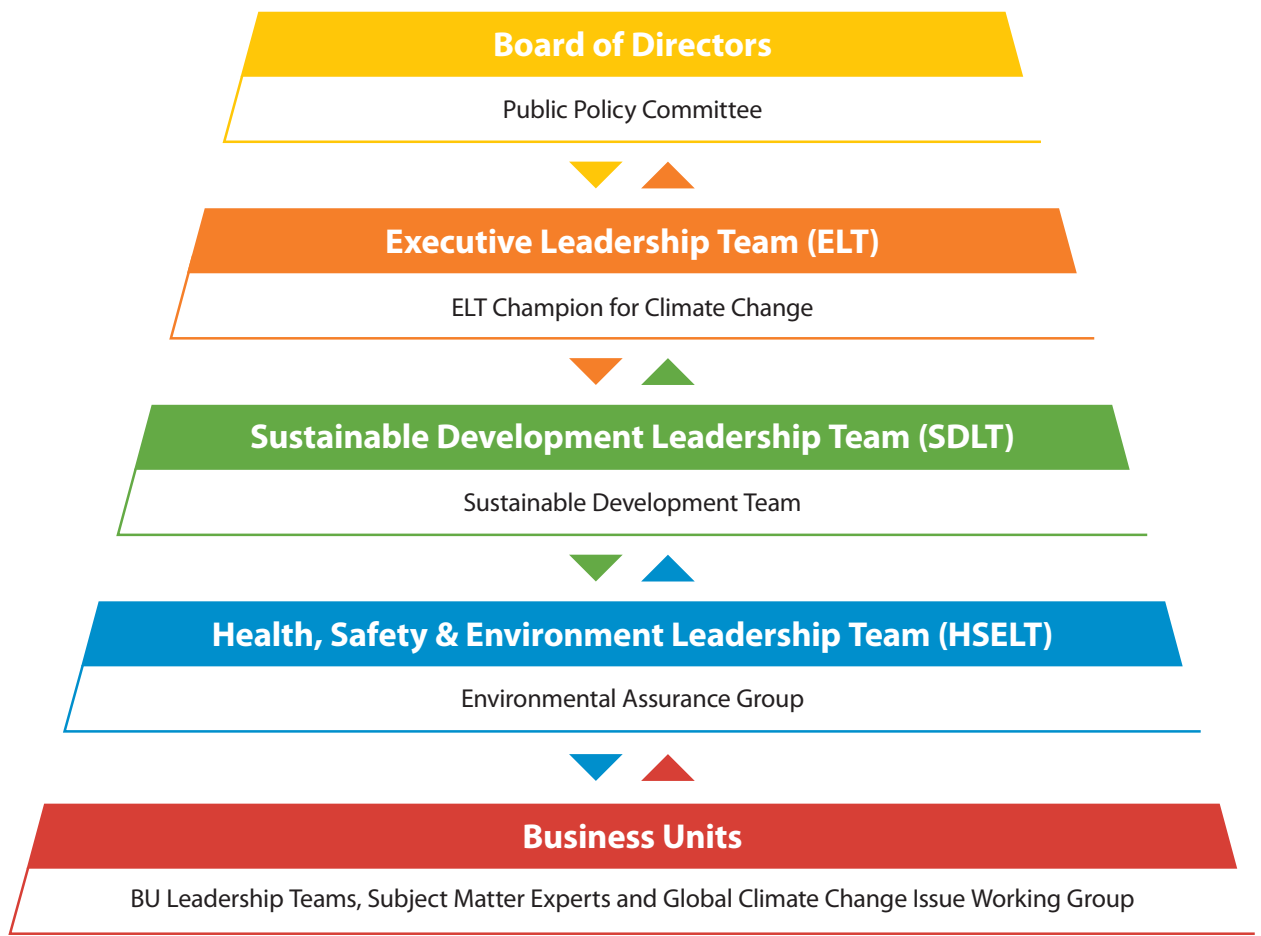 Board of Directors
Public Policy Committee
Executive Leadership Team (ELT)
ELT Champion for Climate Change
Sustainable Development Leadership Team (SDLT)
Sustainable Development Team
Health, Safety & Environment Leadership Team (HSELT)
Environmental Assurance Group
Business Units
BU Leadership Teams, Subject Matter Experts and Global Climate Change Issue Working Group